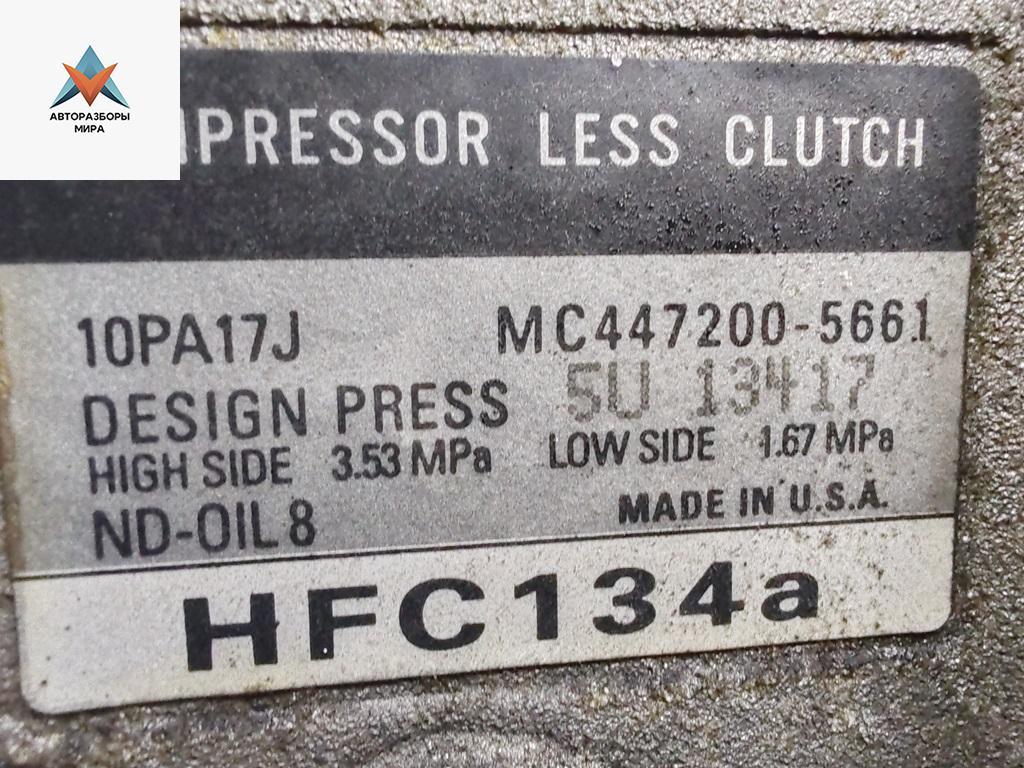 АВТОРАЗБОРЫ
МИРА
MPRESSOR LESS CLUTCH
10PA17J MC447200-5661
5U 13417
DESIGN PRESS
HIGH SIDE 3.53 MPa LOW SIDE 1.67 MPa
ND-OIL 8 MADE IN U.S.A.
HFC134a